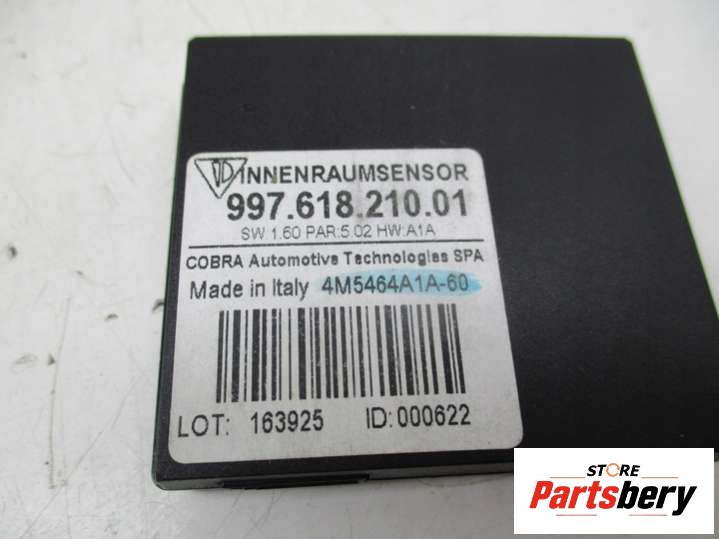 INNENRAUMSENSOR
997.618.210.01
SW:1.60 PAR:5.02 HW:A1A
COBRA Automotive Technologies SPA
Made in Italy 4M5464A1A-60
LOT: 163925 ID:000622
STORE
Partsbery